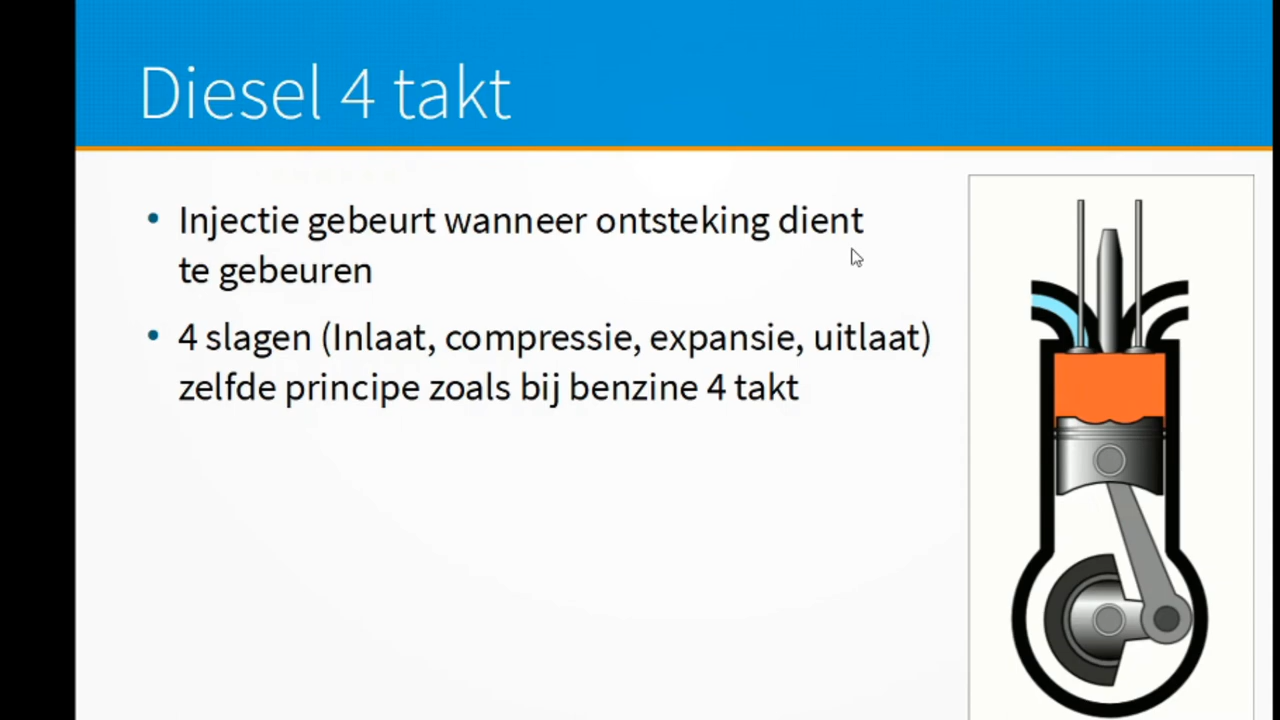 Diesel 4 takt
• Injectie gebeurt wanneer ontsteking dient
te gebeuren
• 4 slagen (Inlaat, compressie, expansie, uitlaat)
zelfde principe zoals bij benzine 4 takt